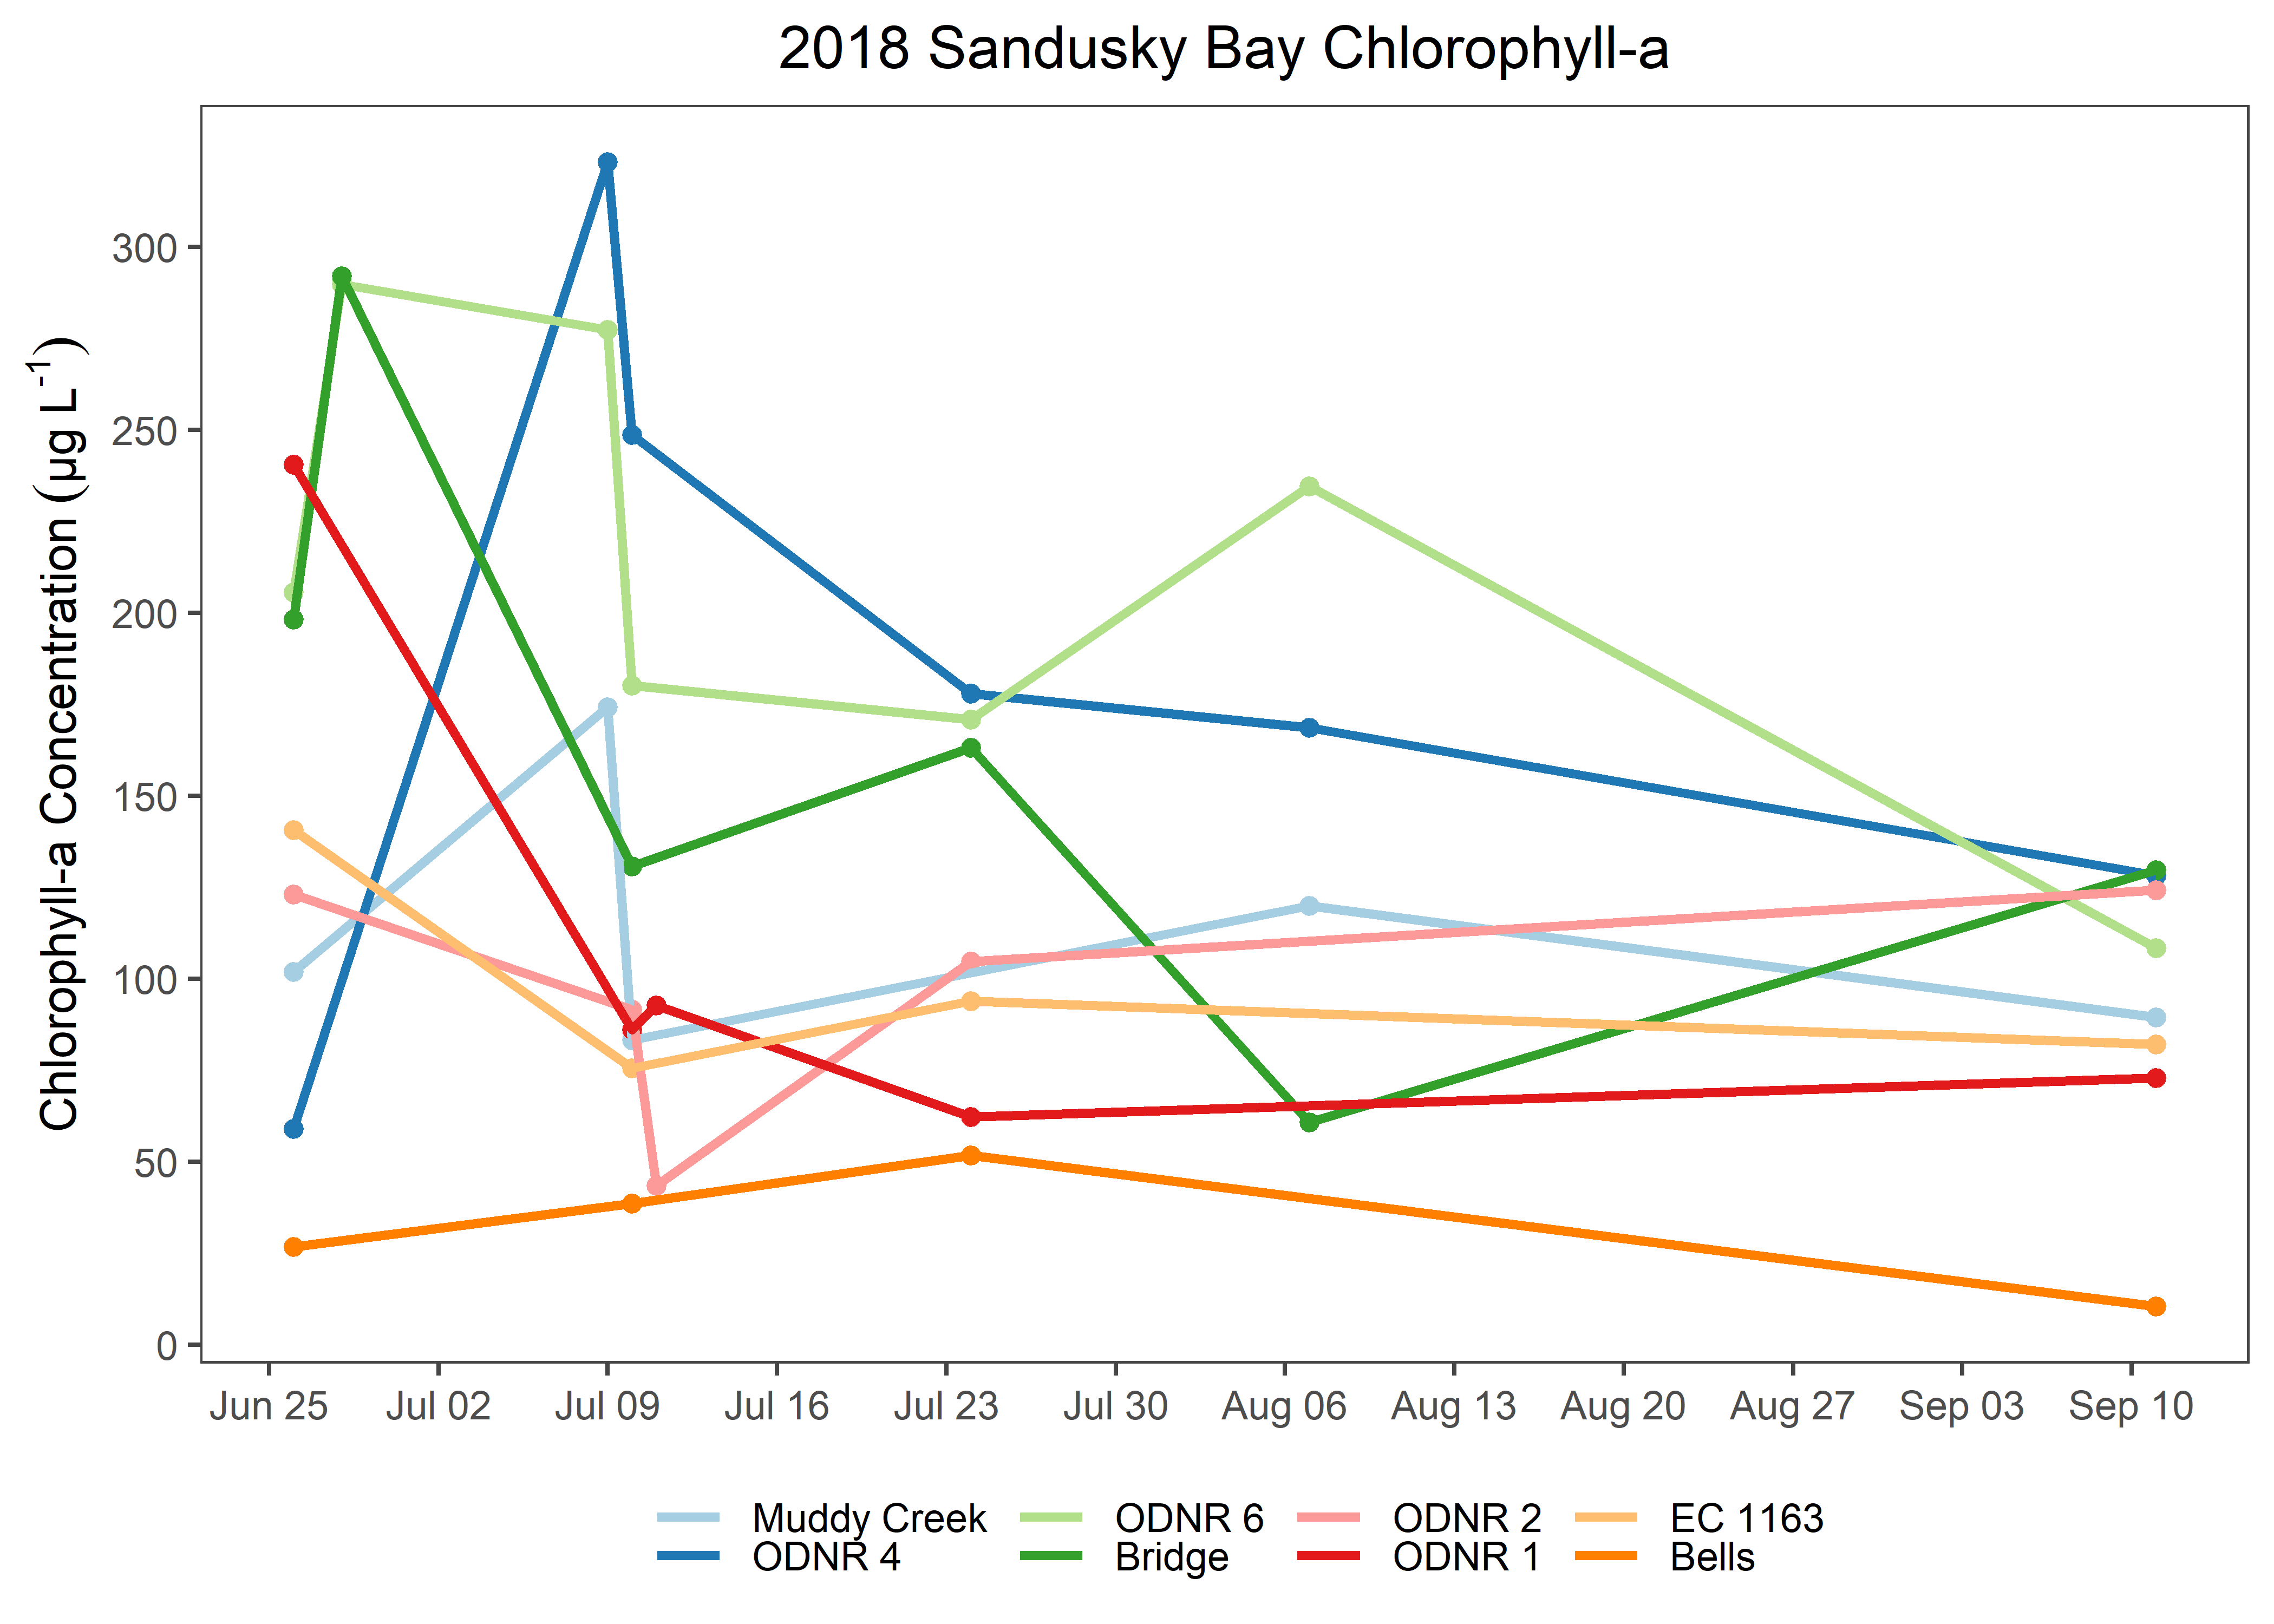 2018 Sandusky Bay Chlorophyll-a
Chlorophyll-a Concentration (µg L⁻¹)
300
250
200
150
100
50
0
Jun 25 Jul 02 Jul 09 Jul 16 Jul 23 Jul 30 Aug 06 Aug 13 Aug 20 Aug 27 Sep 03 Sep 10
Muddy Creek ODNR 6 ODNR 2 EC 1163
ODNR 4 Bridge ODNR 1 Bells